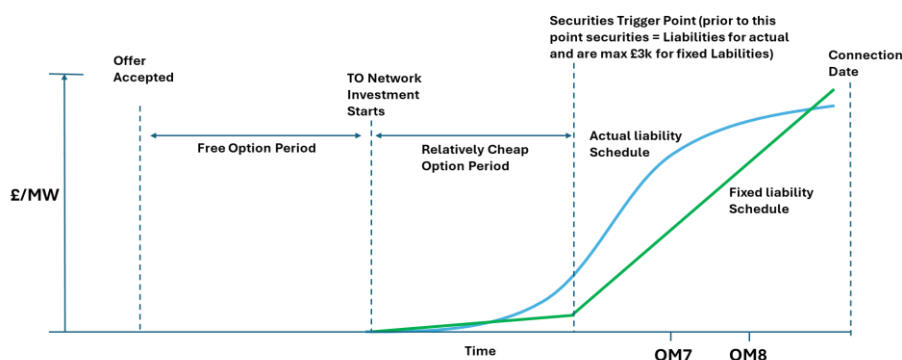 Securities Trigger Point (prior to this
point securities = Liabilities for actual
and are max £3k for fixed Labilities)
Offer
Accepted
Connection
Date
TO Network
Investment
Starts
Free Option Period
Relatively Cheap
Option Period
Actual liability
Schedule
£/MW
Fixed liability
Schedule
Time
QM7
QM8